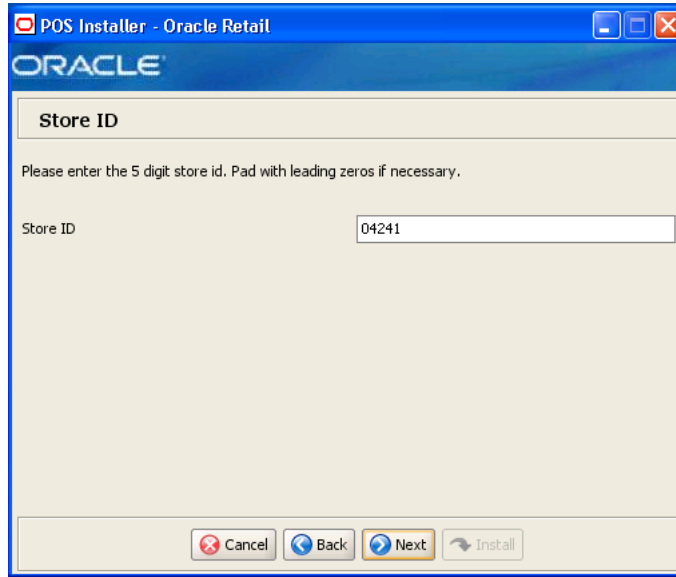 POS Installer - Oracle Retail
ORACLE
Store ID
Please enter the 5 digit store id. Pad with leading zeros if necessary.
Store ID 04241
Cancel Back Next Install